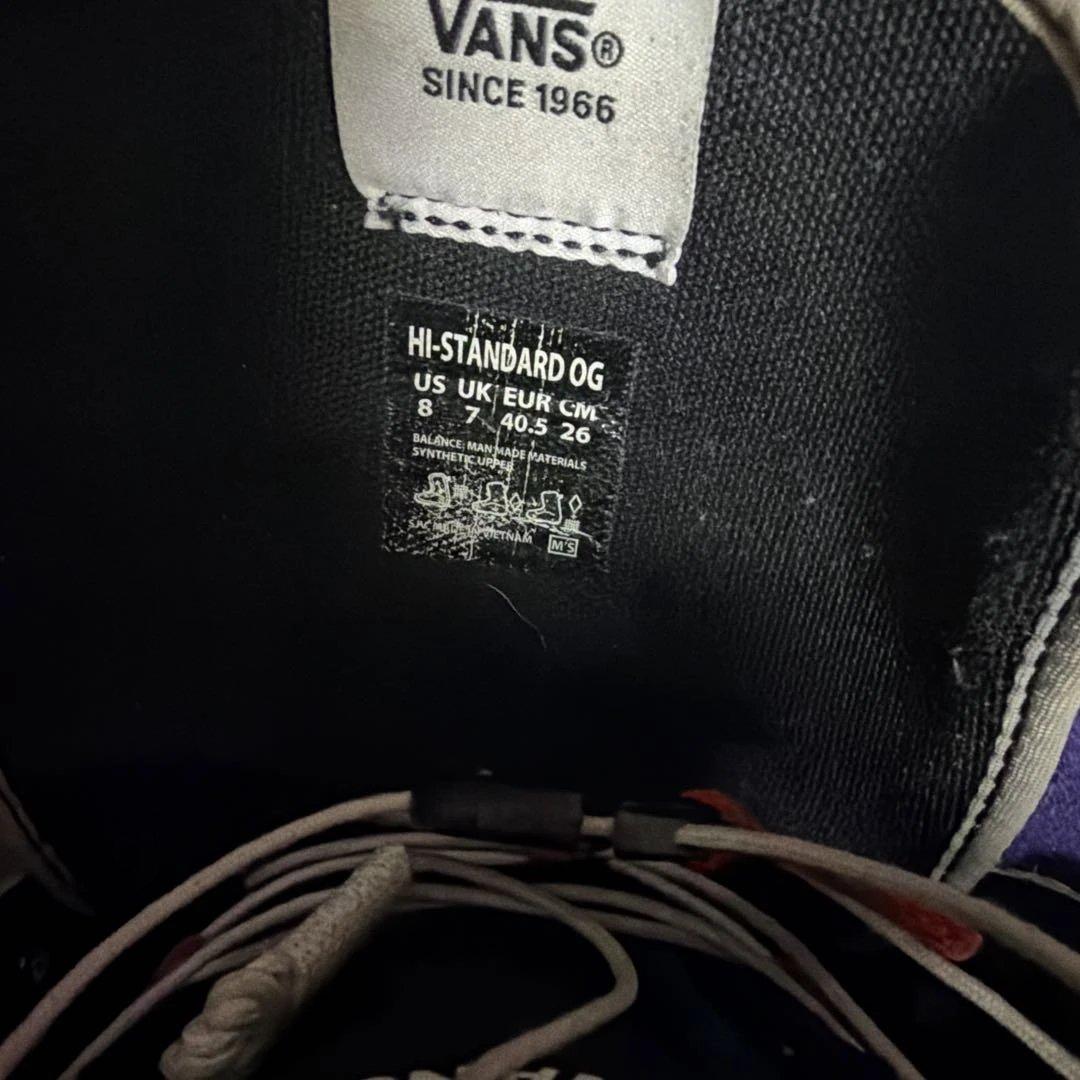 VANS®
SINCE 1966
HI-STANDARD OG
US UK EUR CM
8 7 40.5 26
BALANCE: MAN MADE MATERIALS
SYNTHETIC UPPER
VIETNAM M'S